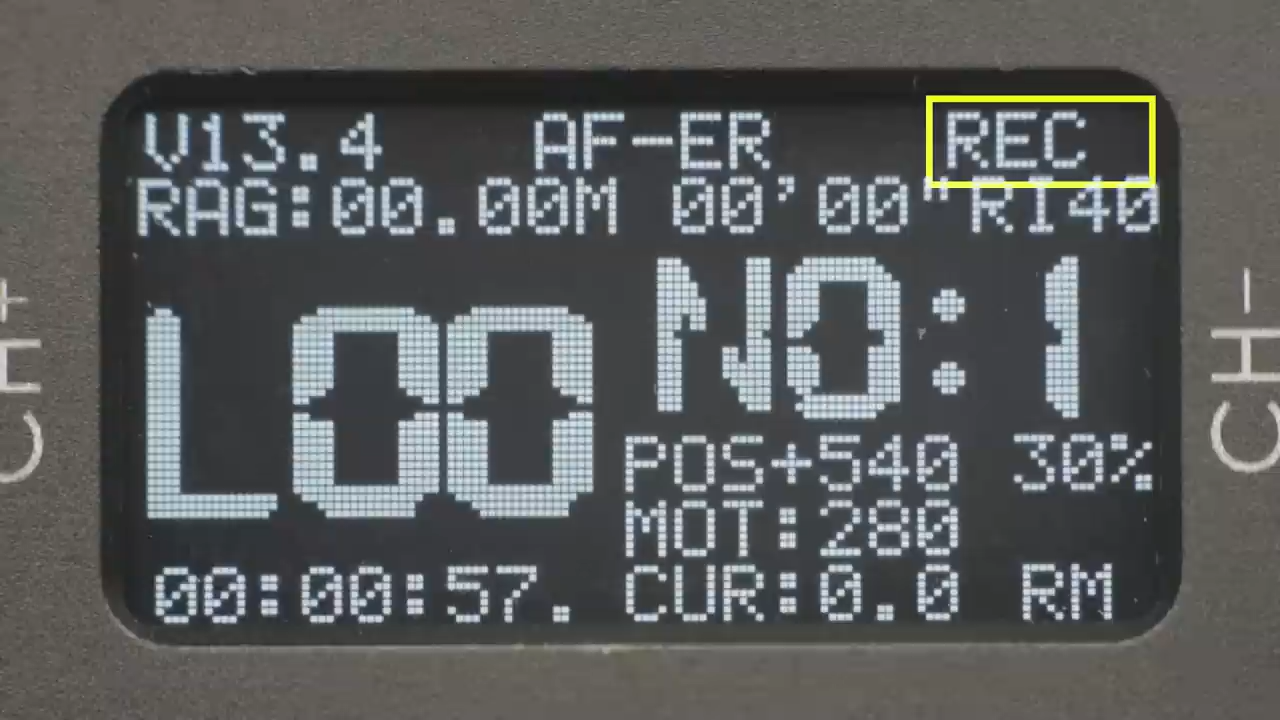 V13.4 AF-ER REC
RAG:00.00M 00'00"RI40
L00 NO:1
POS+540 30%
MOT:280
00:00:57. CUR:0.0 RM
CH+
CH-